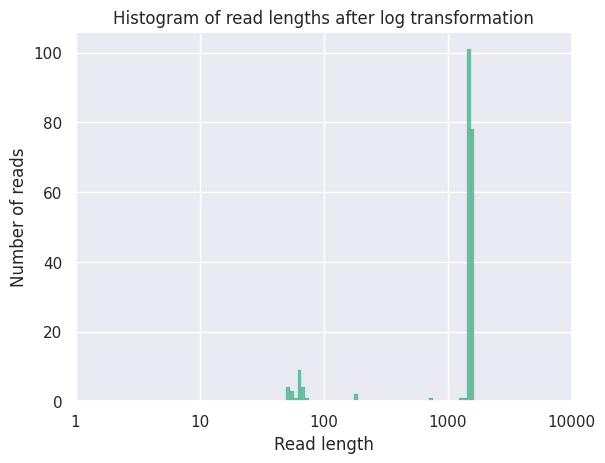 Histogram of read lengths after log transformation
Number of reads
100
80
60
40
20
0
1 10 100 1000 10000
Read length